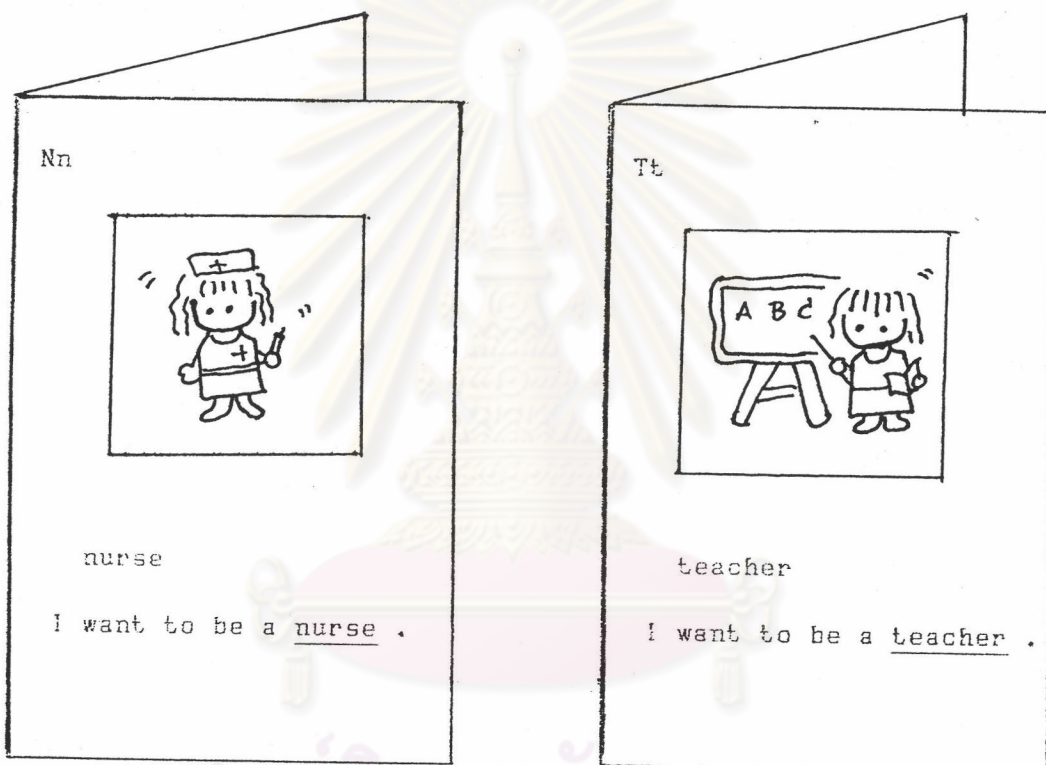 Nn
nurse
I want to be a nurse .
Tt
A B C
teacher
I want to be a teacher .